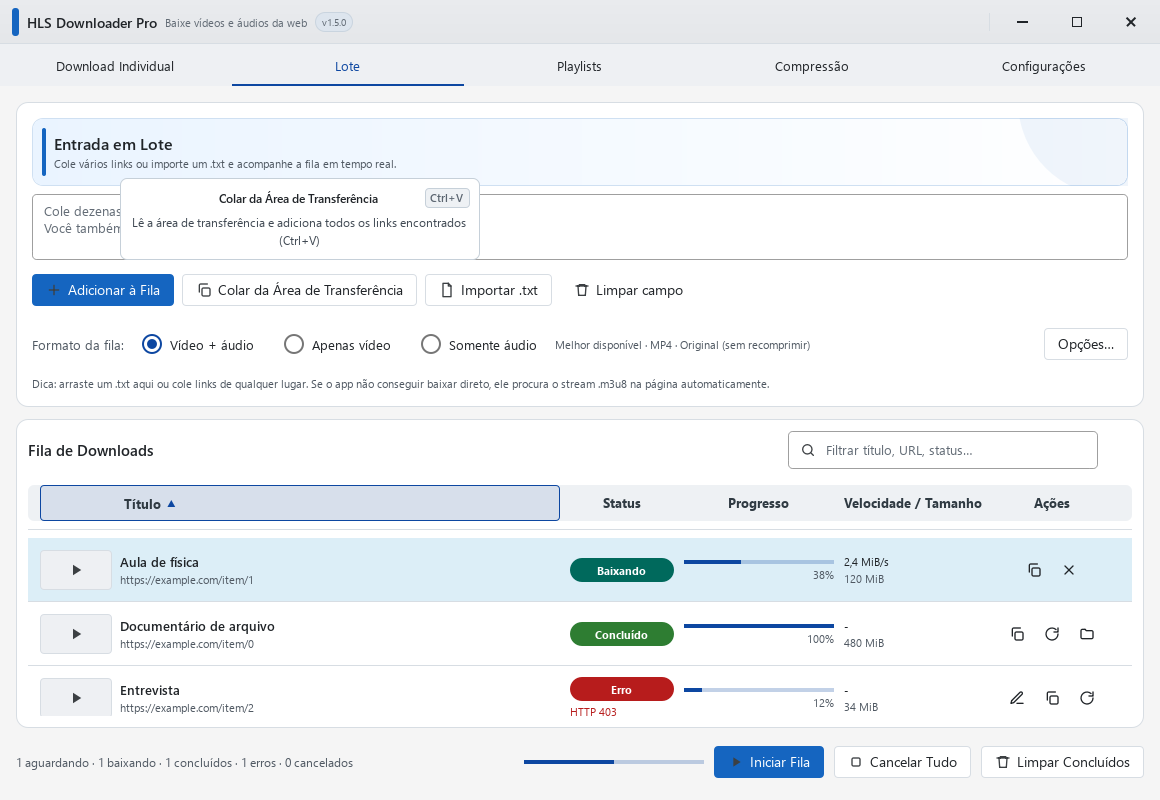 HLS Downloader Pro Baixe vídeos e áudios da web v1.5.0
Download Individual Lote Playlists Compressão Configurações
Entrada em Lote
Cole vários links ou importe um .txt e acompanhe a fila em tempo real.
Colar da Área de Transferência Ctrl+V
Lê a área de transferência e adiciona todos os links encontrados
(Ctrl+V)
Cole dezenas
Você também
Adicionar à Fila Colar da Área de Transferência Importar .txt Limpar campo
Formato da fila: Vídeo + áudio Apenas vídeo Somente áudio Melhor disponível · MP4 · Original (sem recomprimir) Opções...
Dica: arraste um .txt aqui ou cole links de qualquer lugar. Se o app não conseguir baixar direto, ele procura o stream .m3u8 na página automaticamente.
Fila de Downloads Filtrar título, URL, status...
Título Status Progresso Velocidade / Tamanho Ações
Aula de física
https://example.com/item/1
Baixando
38%
2,4 MiB/s
120 MiB
Documentário de arquivo
https://example.com/item/0
Concluído
100%
-
480 MiB
Entrevista
https://example.com/item/2
Erro
HTTP 403
12%
-
34 MiB
1 aguardando · 1 baixando · 1 concluídos · 1 erros · 0 cancelados Iniciar Fila Cancelar Tudo Limpar Concluídos